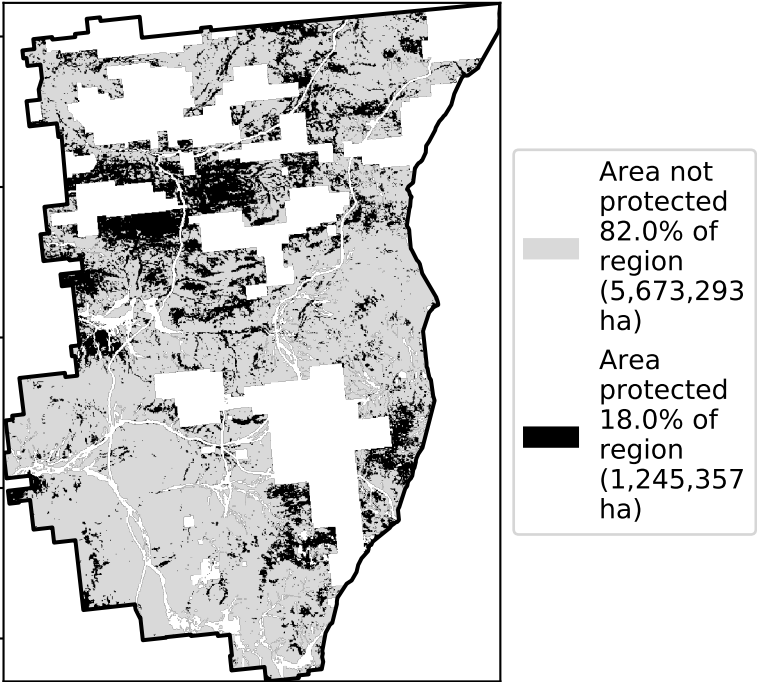 Area not
protected
82.0% of
region
(5,673,293
ha)
Area
protected
18.0% of
region
(1,245,357
ha)